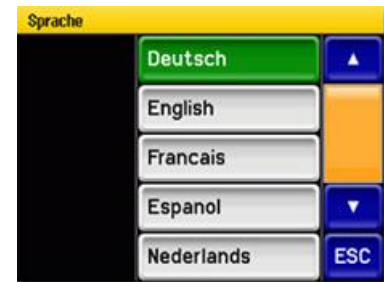 Sprache
Deutsch
English
Francais
Espanol
Nederlands
ESC